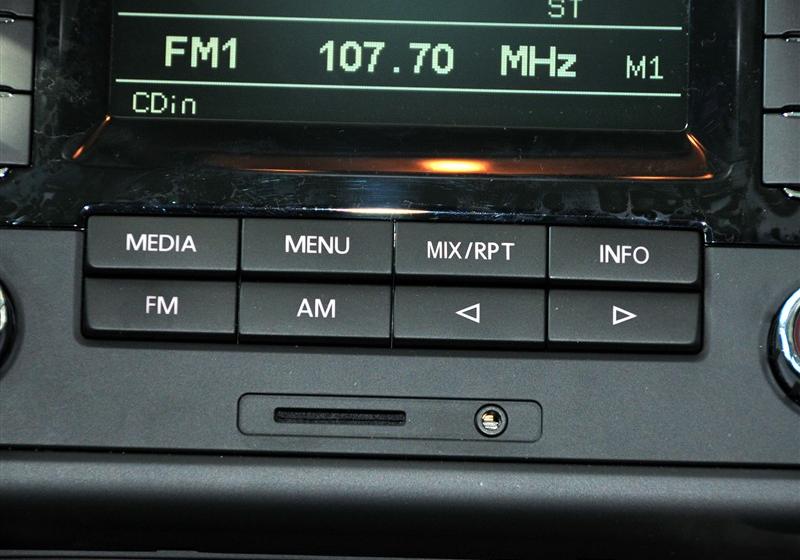 ST
FM1 107.70 MHz M1
CDin
MEDIA MENU MIX/RPT INFO
FM AM